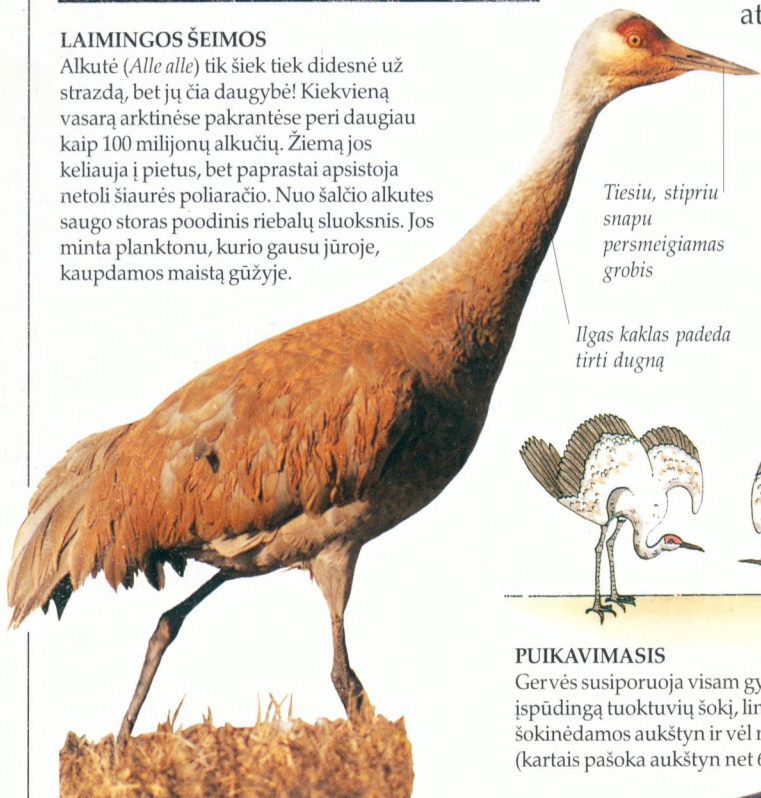 at
LAIMINGOS ŠEIMOS
Alkutė (Alle alle) tik šiek tiek didesnė už
strazdą, bet jų čia daugybė! Kiekvieną
vasarą arktinėse pakrantėse peri daugiau
kaip 100 milijonų alkučių. Žiemą jos
keliauja į pietus, bet paprastai apsistoja
netoli šiaurės poliaračio. Nuo šalčio alkutes
saugo storas poodinis riebalų sluoksnis. Jos
minta planktonu, kurio gausu jūroje,
kaupdamos maistą gūžyje.
Tiesiu, stipriu
snapu
persmeigiamas
grobis
Ilgas kaklas padeda
tirti dugną
PUIKAVIMASIS
Gervės susiporuoja visam gy
įspūdingą tuoktuvių šokį, lin
šokinėdamos aukštyn ir vėl
(kartais pašoka aukštyn net